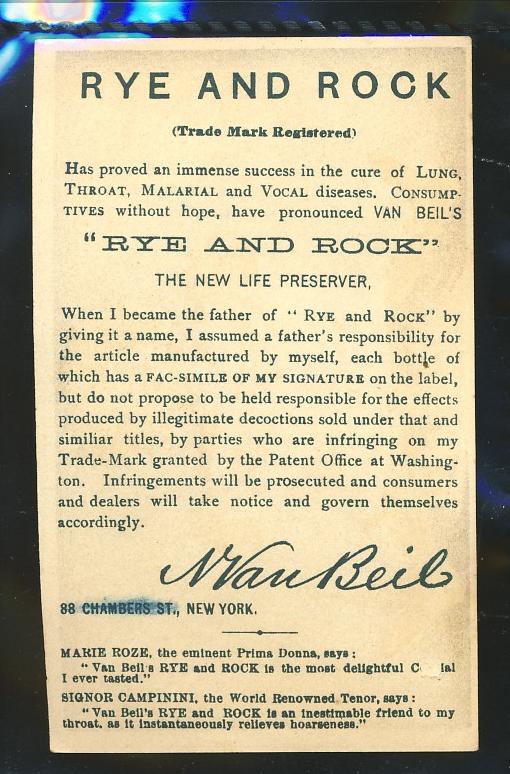 RYE AND ROCK
(Trade Mark Registered)
Has proved an immense success in the cure of LUNG,
THROAT, MALARIAL and VOCAL diseases. CONSUMP-
TIVES without hope, have pronounced VAN BEIL'S
"RYE AND ROCK"
THE NEW LIFE PRESERVER,
When I became the father of "RYE AND ROCK" by
giving it a name, I assumed a father's responsibility for
the article manufactured by myself, each bottle of
which has a FAC-SIMILE OF MY SIGNATURE on the label,
but do not propose to be held responsible for the effects
produced by illegitimate decoctions sold under that and
similiar titles, by parties who are infringing on my
Trade-Mark granted by the Patent Office at Washing-
ton. Infringements will be prosecuted and consumers
and dealers will take notice and govern themselves
accordingly.
N Van Beil
88 CHAMBERS ST., NEW YORK.
MARIE ROZE, the eminent Prima Donna, says:
"Van Beil's RYE and ROCK is the most delightful
I ever tasted."
SIGNOR CAMPININI, the World Renowned Tenor, says:
"Van Beil's RYE and ROCK is an inestimable friend to my
throat, as it instantaneously relieves hoarseness."